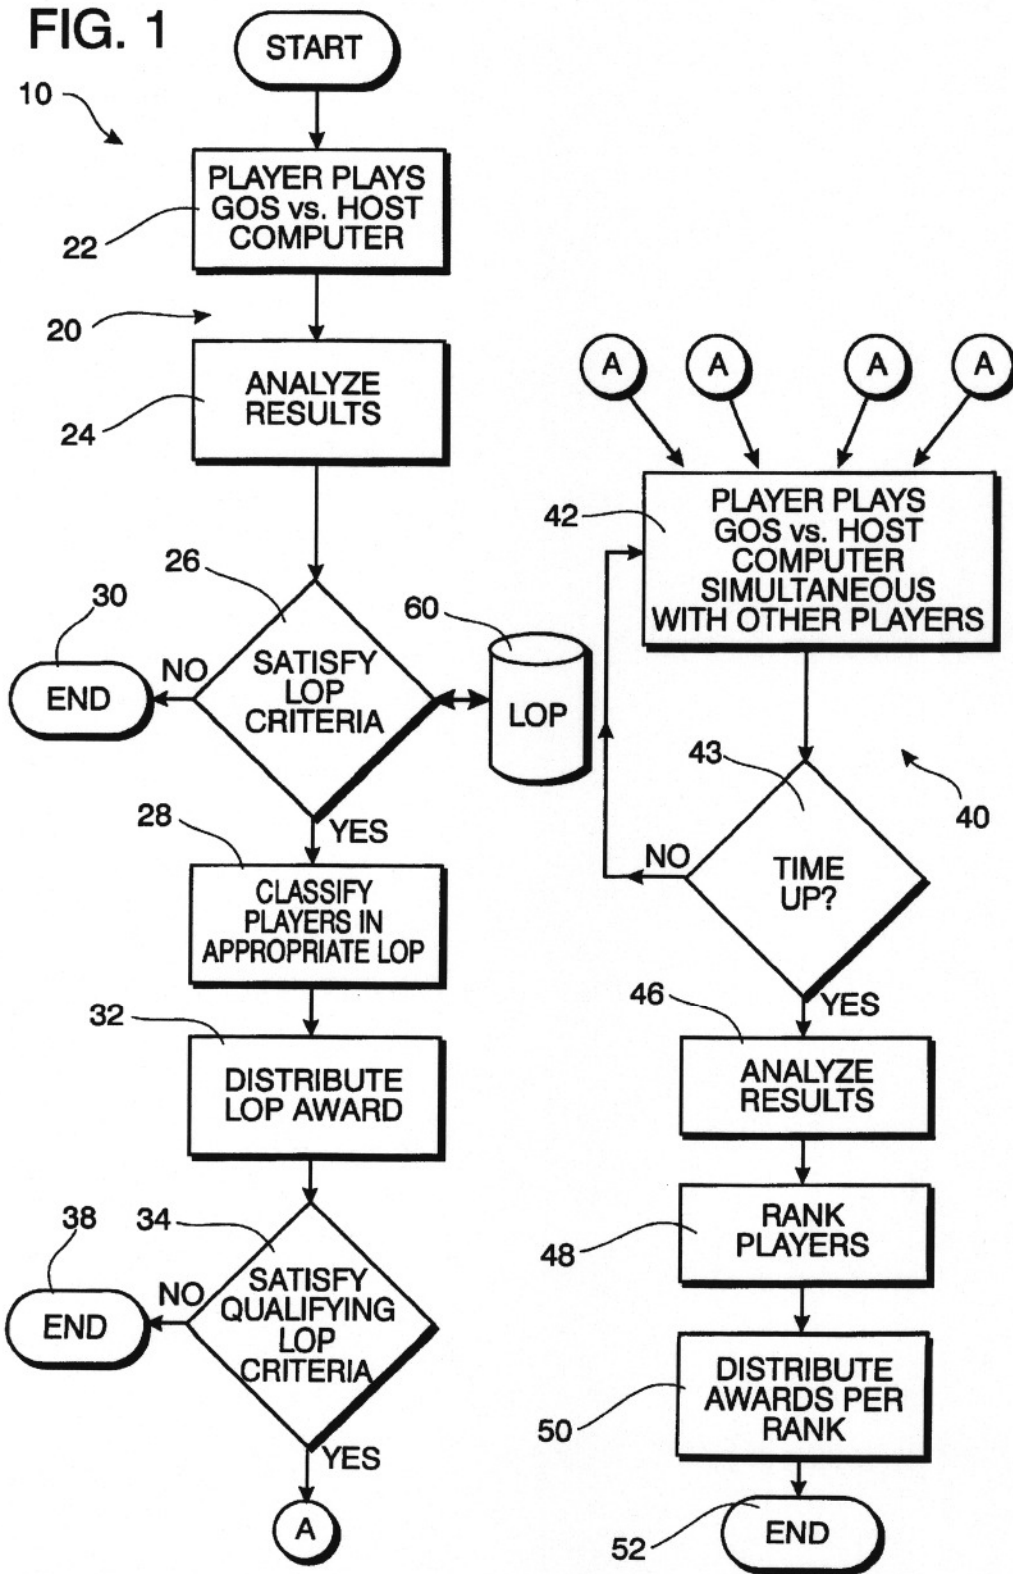 FIG. 1
START
10
PLAYER PLAYS
GOS vs. HOST
COMPUTER
22
20
ANALYZE
RESULTS
24
26
30
END
NO
SATISFY
LOP
CRITERIA
60
LOP
YES
28
CLASSIFY
PLAYERS IN
APPROPRIATE LOP
32
DISTRIBUTE
LOP AWARD
38
34
END
NO
SATISFY
QUALIFYING
LOP
CRITERIA
YES
A
A
A
A
A
42
PLAYER PLAYS
GOS vs. HOST
COMPUTER
SIMULTANEOUS
WITH OTHER PLAYERS
43
40
NO
TIME
UP?
YES
46
ANALYZE
RESULTS
48
RANK
PLAYERS
50
DISTRIBUTE
AWARDS PER
RANK
52
END